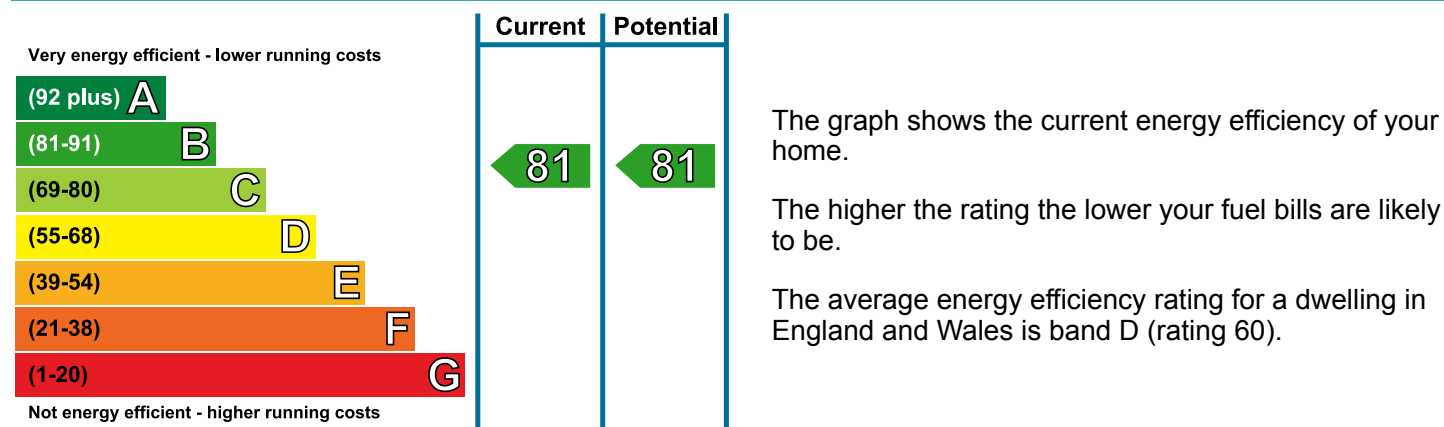 Current Potential
Very energy efficient - lower running costs
(92 plus) A
(81-91) B
(69-80) C
(55-68) D
(39-54) E
(21-38) F
(1-20) G
Not energy efficient - higher running costs
81 81
The graph shows the current energy efficiency of your
home.
The higher the rating the lower your fuel bills are likely
to be.
The average energy efficiency rating for a dwelling in
England and Wales is band D (rating 60).